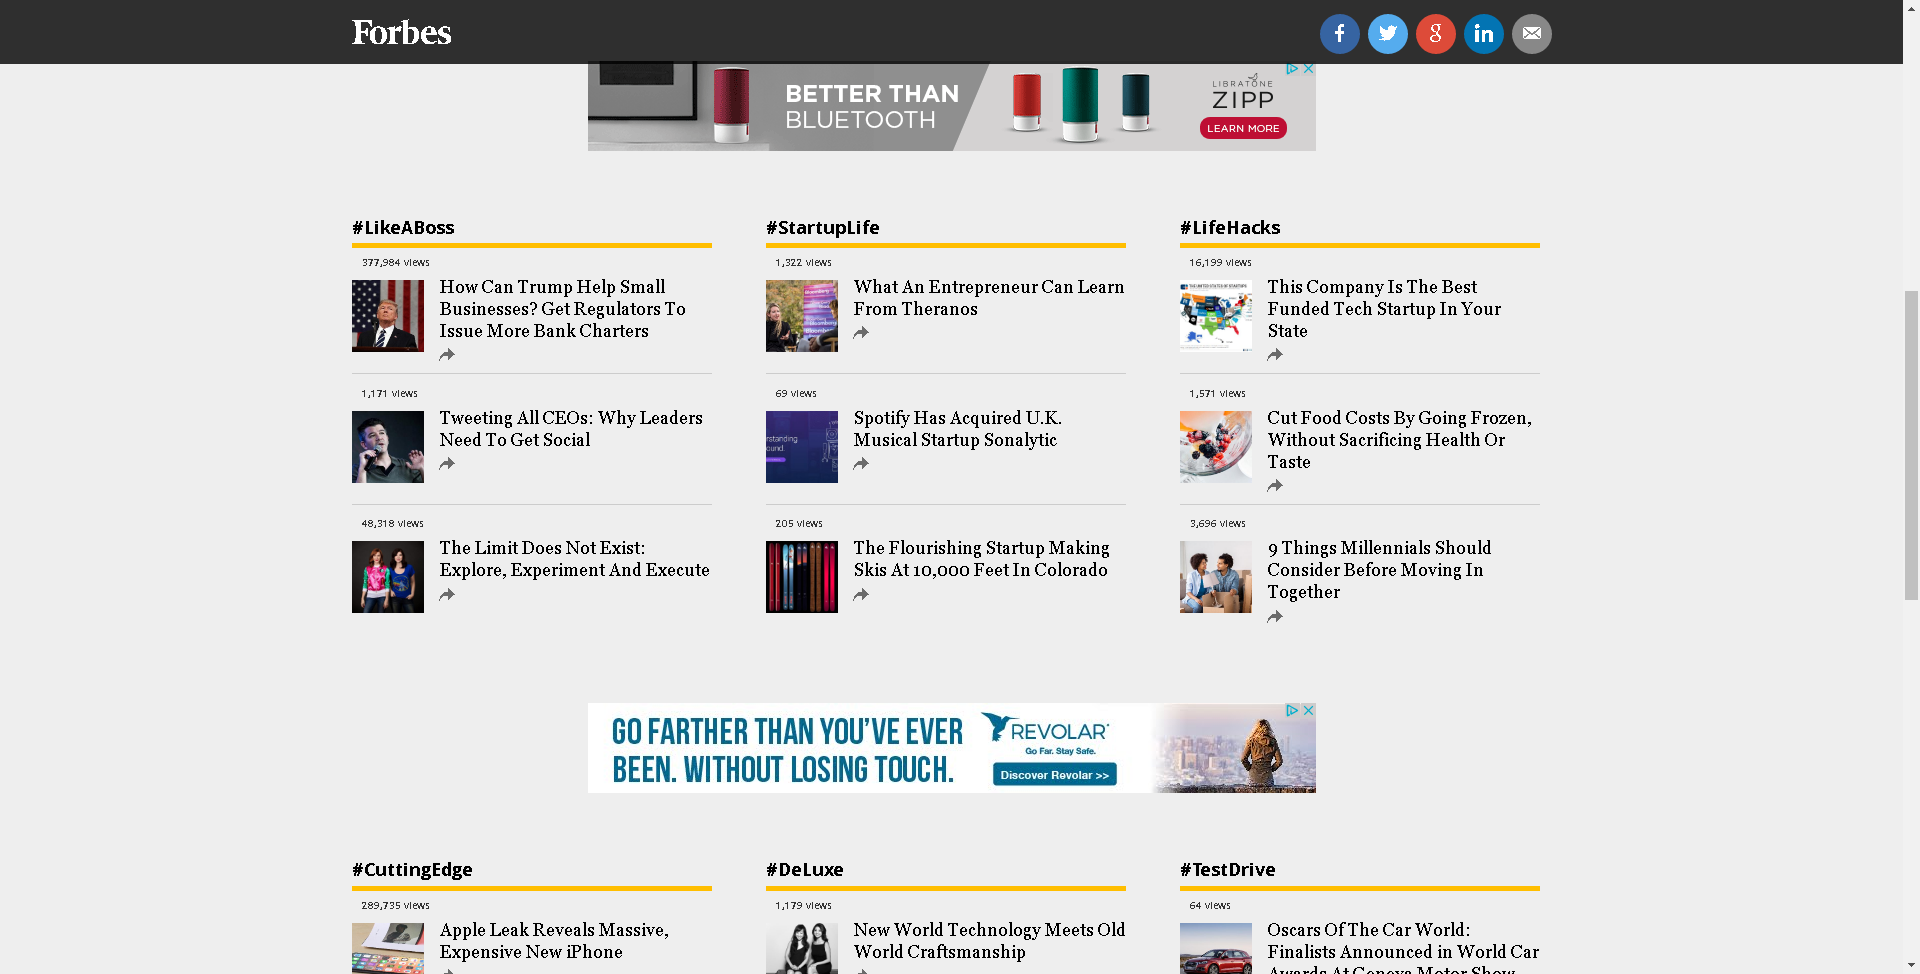 Forbes
BETTER THAN
BLUETOOTH
LIBRATONE
ZIPP
LEARN MORE
#LikeABoss
377,984 views
How Can Trump Help Small
Businesses? Get Regulators To
Issue More Bank Charters
1,171 views
Tweeting All CEOs: Why Leaders
Need To Get Social
48,318 views
The Limit Does Not Exist:
Explore, Experiment And Execute
#StartupLife
1,322 views
What An Entrepreneur Can Learn
From Theranos
69 views
Spotify Has Acquired U.K.
Musical Startup Sonalytic
205 views
The Flourishing Startup Making
Skis At 10,000 Feet In Colorado
#LifeHacks
16,199 views
This Company Is The Best
Funded Tech Startup In Your
State
1,571 views
Cut Food Costs By Going Frozen,
Without Sacrificing Health Or
Taste
3,696 views
9 Things Millennials Should
Consider Before Moving In
Together
GO FARTHER THAN YOU'VE EVER
BEEN. WITHOUT LOSING TOUCH.
REVOLAR
Go Far. Stay Safe.
Discover Revolar >>
#CuttingEdge
289,735 views
Apple Leak Reveals Massive,
Expensive New iPhone
#DeLuxe
1,179 views
New World Technology Meets Old
World Craftsmanship
#TestDrive
64 views
Oscars Of The Car World:
Finalists Announced in World Car
Awards At Geneva Motor Show